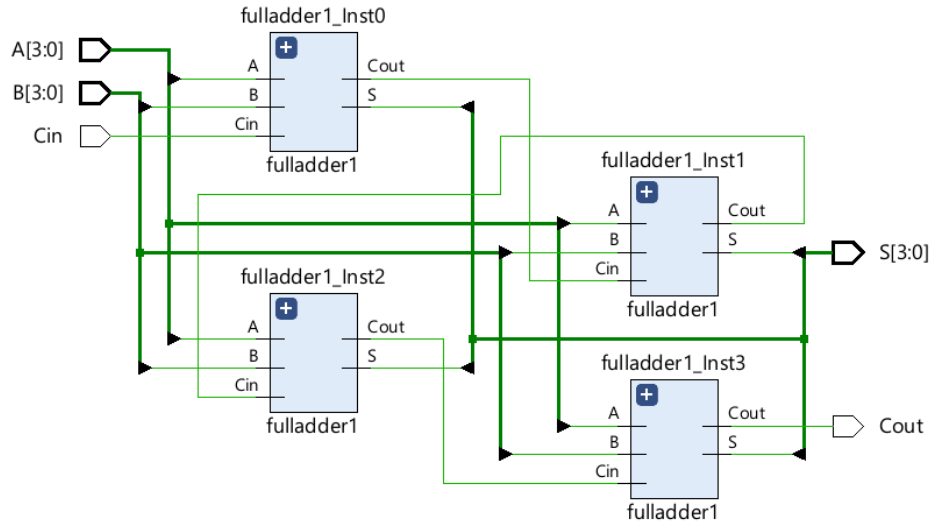 fulladder1_Inst0
A[3:0]
A
Cout
B[3:0]
B
S
Cin
Cin
fulladder1
fulladder1_Inst1
A
Cout
B
S
S[3:0]
Cin
fulladder1
fulladder1_Inst2
A
Cout
B
S
Cin
fulladder1
fulladder1_Inst3
A
Cout
Cout
B
S
Cin
fulladder1